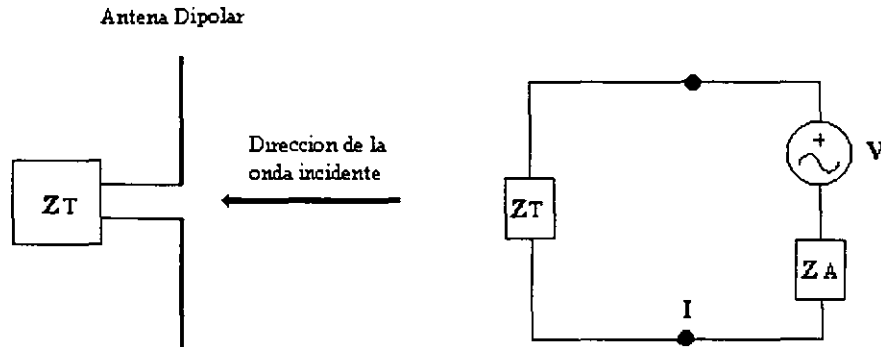 Antena Dipolar
Direccion de la
onda incidente
ZT
ZT
+
V
ZA
I